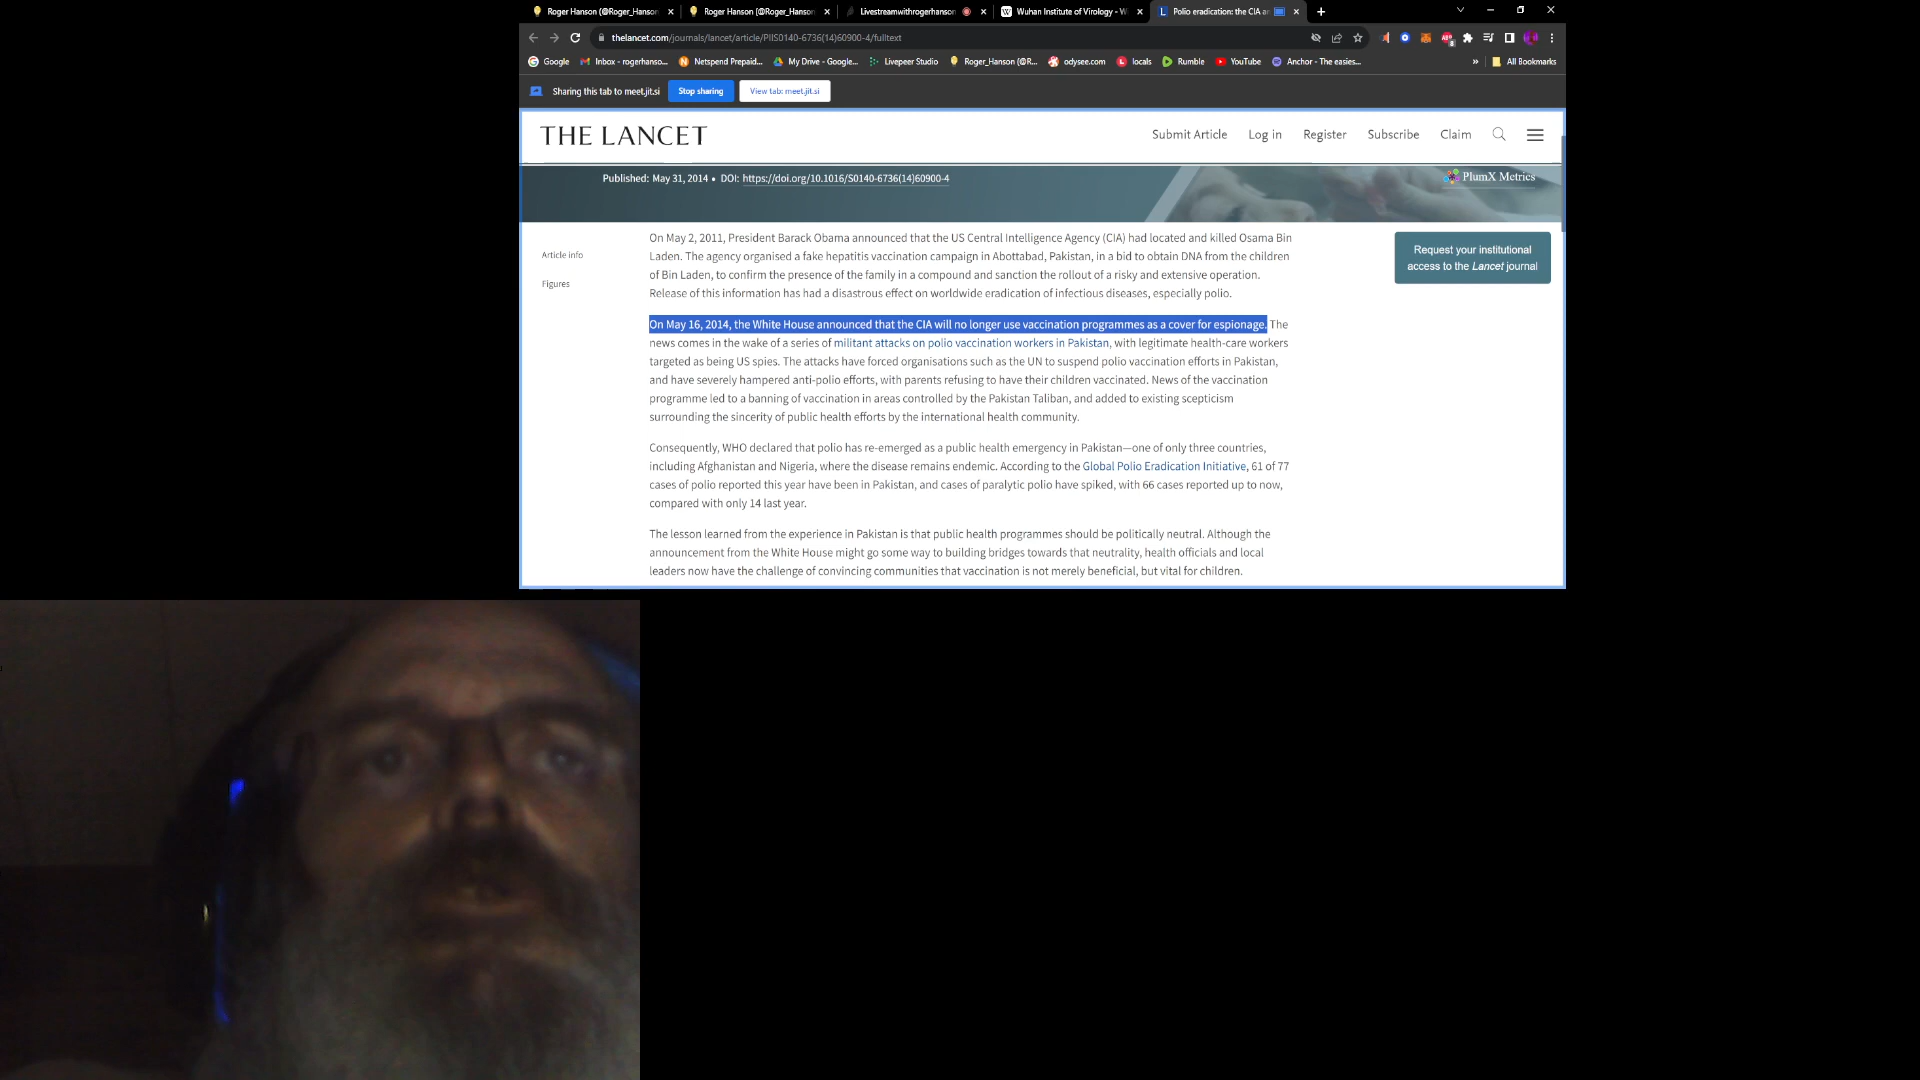 Roger Hanson (@Roger_Hanson
Roger Hanson (@Roger_Hanson
Livestreamwithrogerhanson
Wuhan Institute of Virology - W
Polio eradication: the CIA a
thelancet.com/journals/lancet/article/PIIS0140-6736(14)60900-4/fulltext
Google
Inbox - rogerhanso...
Netspend Prepaid...
My Drive - Google...
Livepeer Studio
Roger_Hanson (@R...
odysee.com
locals
Rumble
YouTube
Anchor - The easies...
»
All Bookmarks
Sharing this tab to meet.jit.si
Stop sharing
View tab: meet.jit.si
THE LANCET
Submit Article
Log in
Register
Subscribe
Claim
Published: May 31, 2014 • DOI: https://doi.org/10.1016/S0140-6736(14)60900-4
PlumX Metrics
Article info
Figures
On May 2, 2011, President Barack Obama announced that the US Central Intelligence Agency (CIA) had located and killed Osama Bin
Laden. The agency organised a fake hepatitis vaccination campaign in Abottabad, Pakistan, in a bid to obtain DNA from the children
of Bin Laden, to confirm the presence of the family in a compound and sanction the rollout of a risky and extensive operation.
Release of this information has had a disastrous effect on worldwide eradication of infectious diseases, especially polio.
On May 16, 2014, the White House announced that the CIA will no longer use vaccination programmes as a cover for espionage. The
news comes in the wake of a series of militant attacks on polio vaccination workers in Pakistan, with legitimate health-care workers
targeted as being US spies. The attacks have forced organisations such as the UN to suspend polio vaccination efforts in Pakistan,
and have severely hampered anti-polio efforts, with parents refusing to have their children vaccinated. News of the vaccination
programme led to a banning of vaccination in areas controlled by the Pakistan Taliban, and added to existing scepticism
surrounding the sincerity of public health efforts by the international health community.
Consequently, WHO declared that polio has re-emerged as a public health emergency in Pakistan—one of only three countries,
including Afghanistan and Nigeria, where the disease remains endemic. According to the Global Polio Eradication Initiative, 61 of 77
cases of polio reported this year have been in Pakistan, and cases of paralytic polio have spiked, with 66 cases reported up to now,
compared with only 14 last year.
The lesson learned from the experience in Pakistan is that public health programmes should be politically neutral. Although the
announcement from the White House might go some way to building bridges towards that neutrality, health officials and local
leaders now have the challenge of convincing communities that vaccination is not merely beneficial, but vital for children.
Request your institutional
access to the Lancet journal